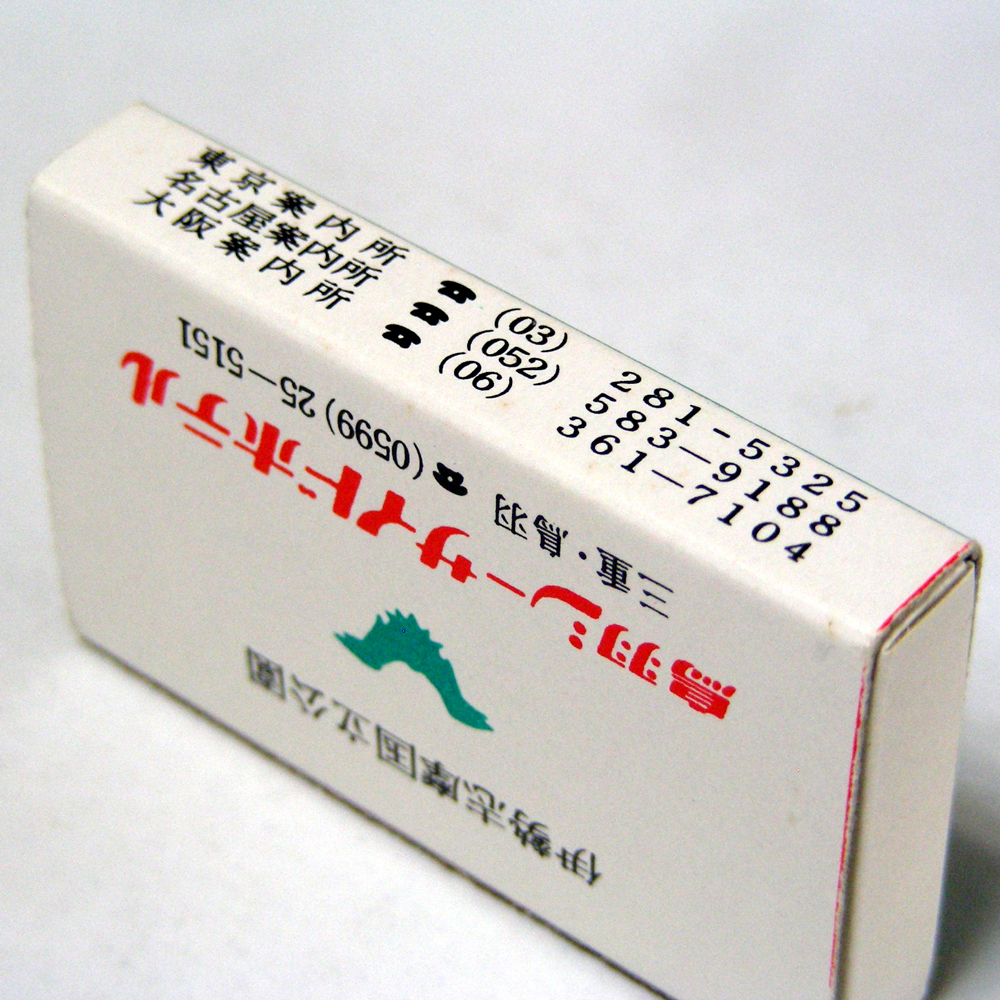 東京案内所 ☎ (03) 281-5325
名古屋案内所 ☎ (052) 583-9188
大阪案内所 ☎ (06) 361-7104
伊勢志摩国立公園
鳥羽シーサイドホテル
三重・鳥羽 ☎ (0599) 25-5151